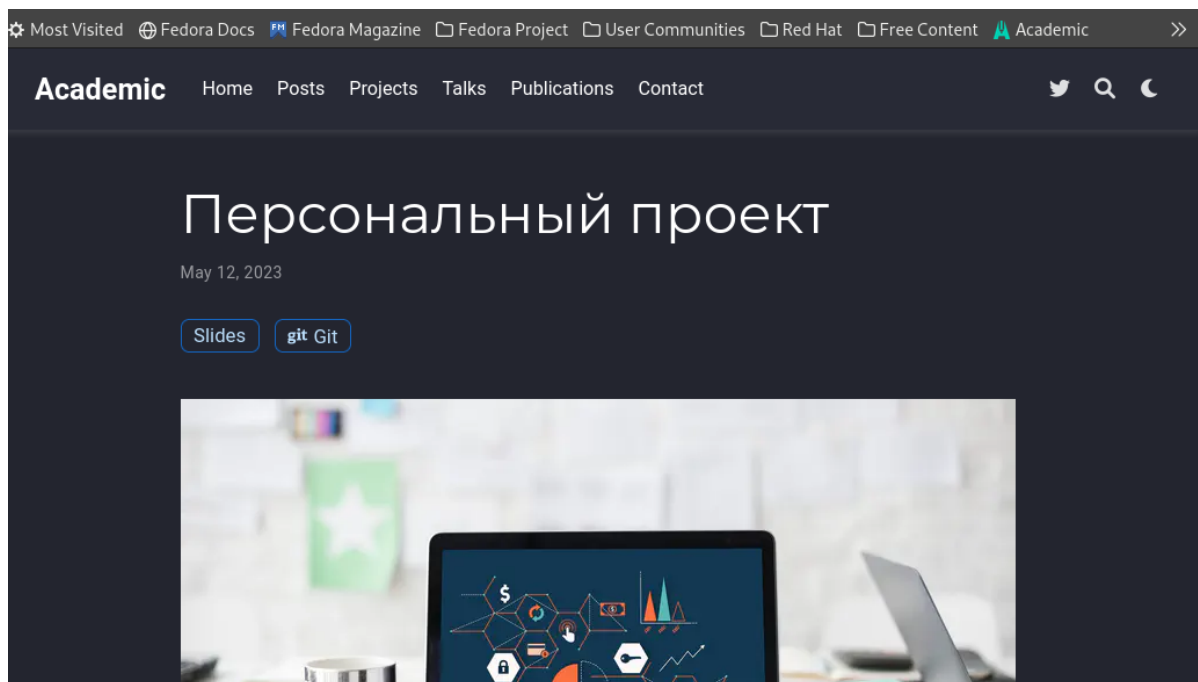 Most Visited Fedora Docs FM Fedora Magazine Fedora Project User Communities Red Hat Free Content Academic
Academic Home Posts Projects Talks Publications Contact
Персональный проект
May 12, 2023
Slides git Git